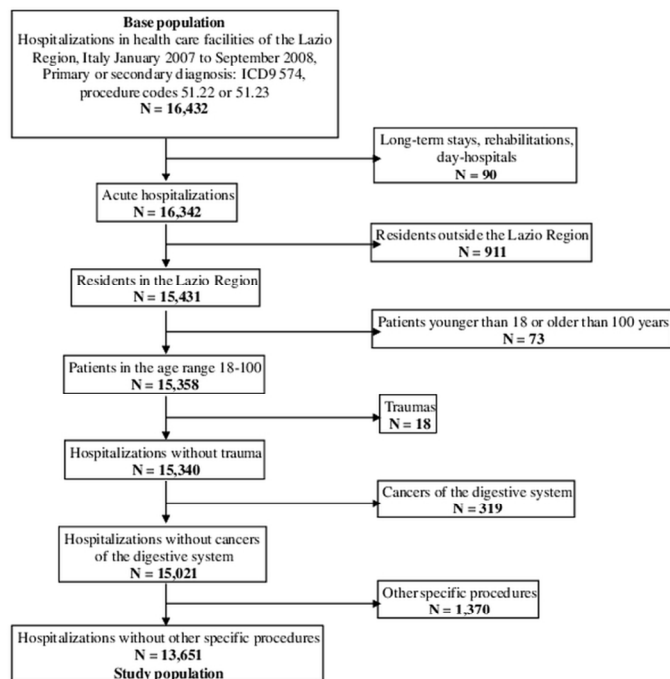 Base population
Hospitalizations in health care facilities of the Lazio
Region, Italy January 2007 to September 2008,
Primary or secondary diagnosis: ICD9 574,
procedure codes 51.22 or 51.23
N = 16,432
Long-term stays, rehabilitations,
day-hospitals
N = 90
Acute hospitalizations
N = 16,342
Residents outside the Lazio Region
N = 911
Residents in the Lazio Region
N = 15,431
Patients younger than 18 or older than 100 years
N = 73
Patients in the age range 18-100
N = 15,358
Traumas
N = 18
Hospitalizations without trauma
N = 15,340
Cancers of the digestive system
N = 319
Hospitalizations without cancers
of the digestive system
N = 15,021
Other specific procedures
N = 1,370
Hospitalizations without other specific procedures
N = 13,651
Study population